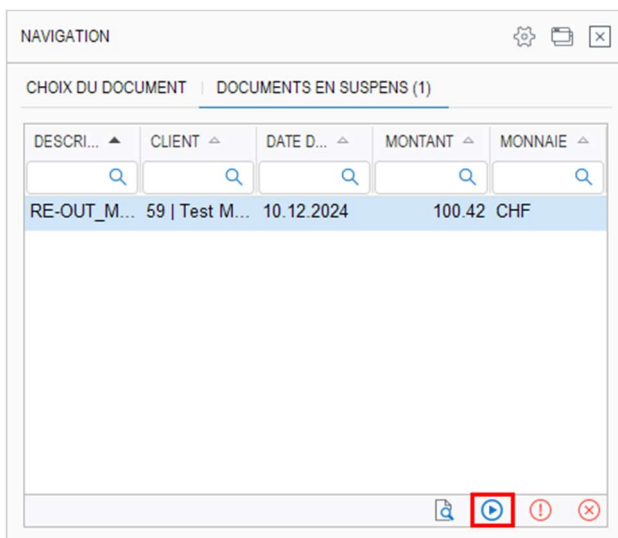 NAVIGATION
CHOIX DU DOCUMENT | DOCUMENTS EN SUSPENS (1)
DESCRI... CLIENT DATE D... MONTANT MONNAIE
RE-OUT_M... 59 | Test M... 10.12.2024 100.42 CHF